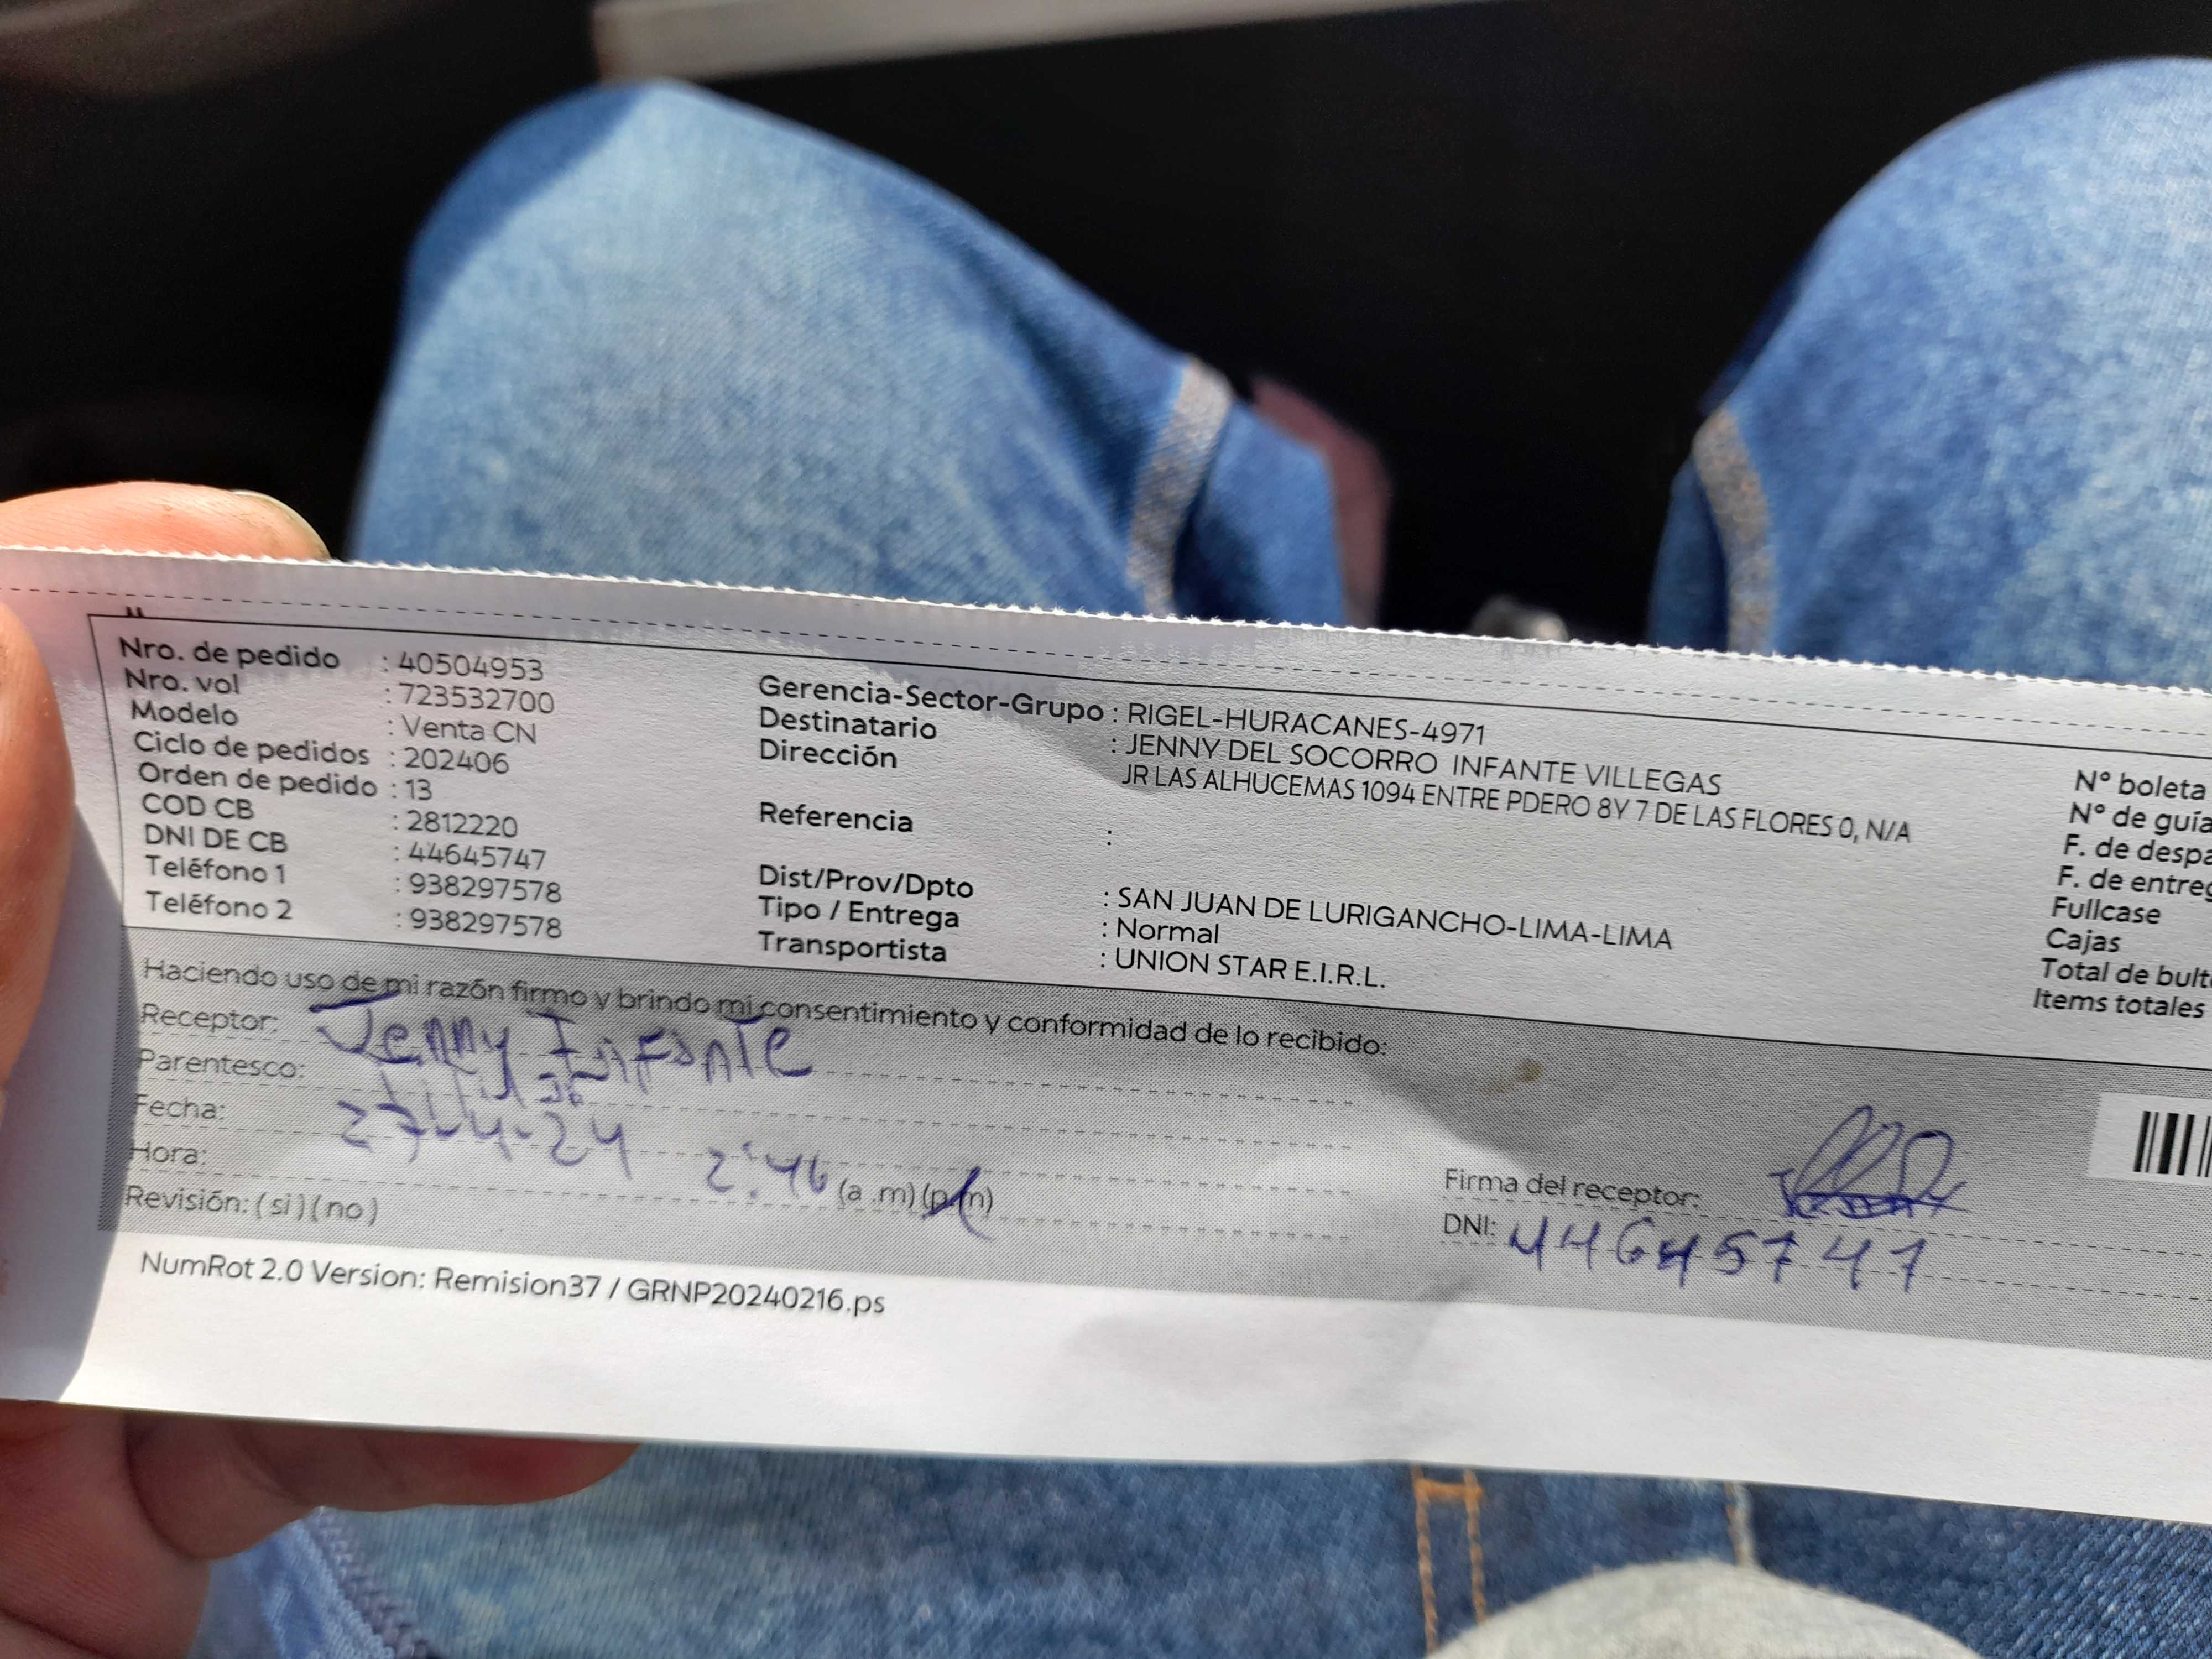 Nro. de pedido : 40504953
Nro. vol : 723532700
Modelo : Venta CN
Ciclo de pedidos : 202406
Orden de pedido : 13
COD CB : 2812220
DNI DE CB : 44645747
Teléfono 1 : 938297578
Teléfono 2 : 938297578
Gerencia-Sector-Grupo : RIGEL-HURACANES-4971
Destinatario : JENNY DEL SOCORRO INFANTE VILLEGAS
Dirección JR LAS ALHUCEMAS 1094 ENTRE PDERO 8Y 7 DE LAS FLORES 0, N/A
Referencia :
Dist/Prov/Dpto : SAN JUAN DE LURIGANCHO-LIMA-LIMA
Tipo / Entrega : Normal
Transportista : UNION STAR E.I.R.L.
N° boleta
N° de guía
F. de despa
F. de entreg
Fullcase
Cajas
Total de bult
Items totales
Haciendo uso de mi razón firmo y brindo mi consentimiento y conformidad de lo recibido:
Receptor: Jenny Infante
Parentesco:
Fecha: 27-4-24
Hora: 2:46 (a .m) (p.m)
Revisión: (si) (no)
Firma del receptor:
DNI: 44645747
NumRot 2.0 Version: Remision37 / GRNP20240216.ps